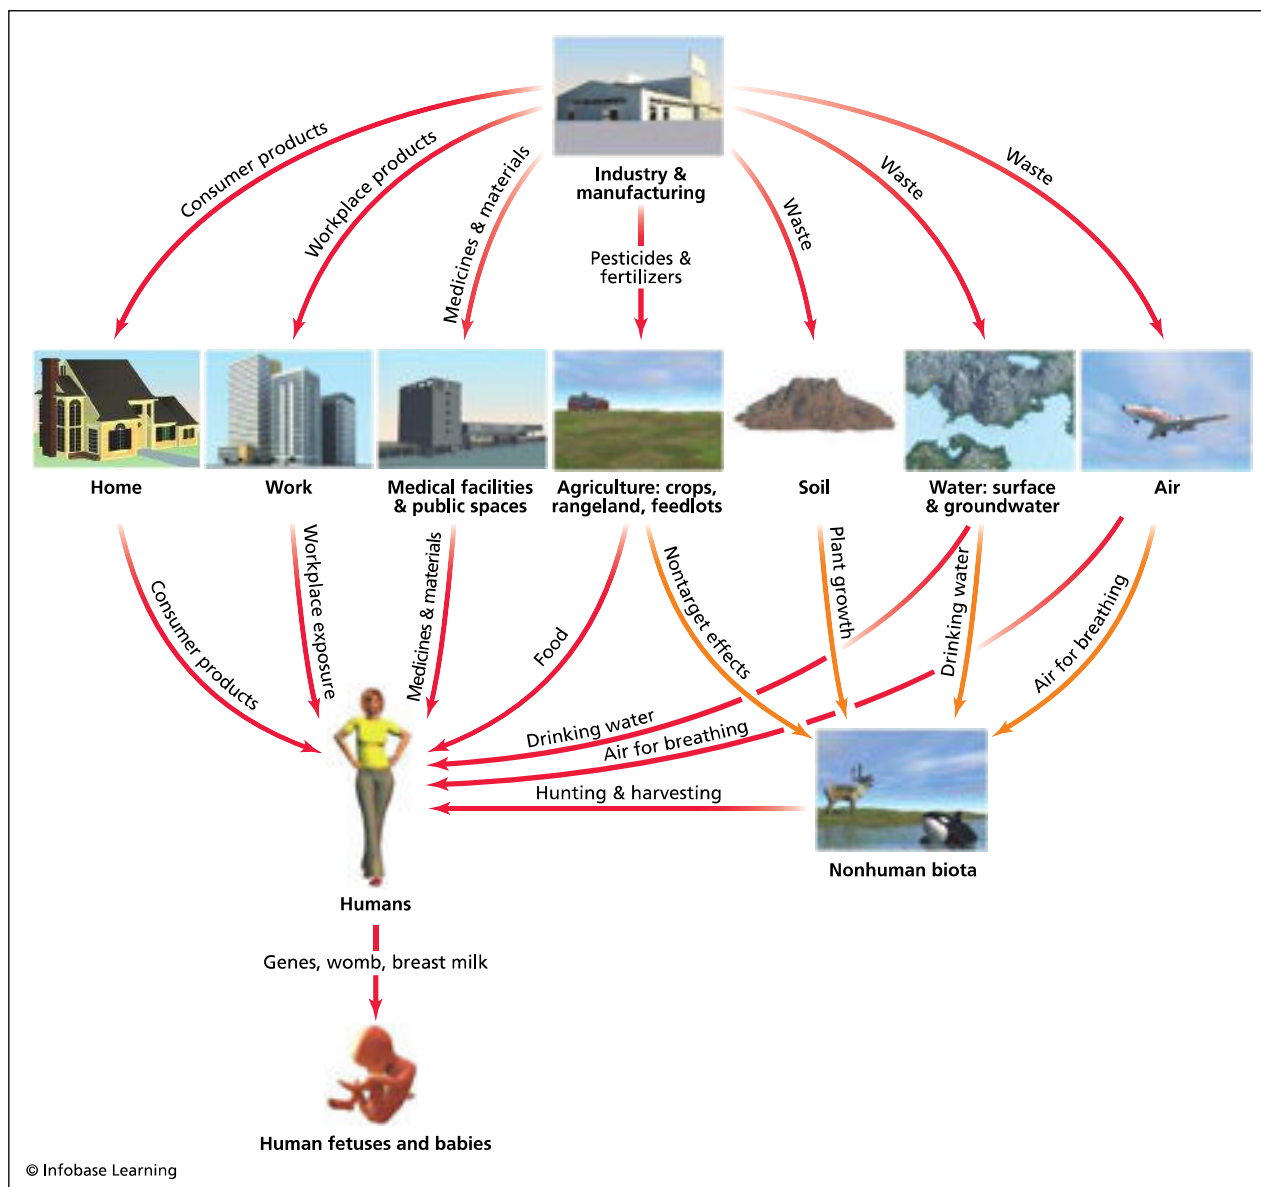 Industry &
manufacturing
Consumer products
Workplace products
Medicines & materials
Pesticides &
fertilizers
Waste
Waste
Waste
Home
Work
Medical facilities
& public spaces
Agriculture: crops,
rangeland, feedlots
Soil
Water: surface
& groundwater
Air
Consumer products
Workplace exposure
Medicines & materials
Food
Nontarget effects
Plant growth
Drinking water
Air for breathing
Drinking water
Air for breathing
Hunting & harvesting
Nonhuman biota
Humans
Genes, womb, breast milk
Human fetuses and babies
© Infobase Learning